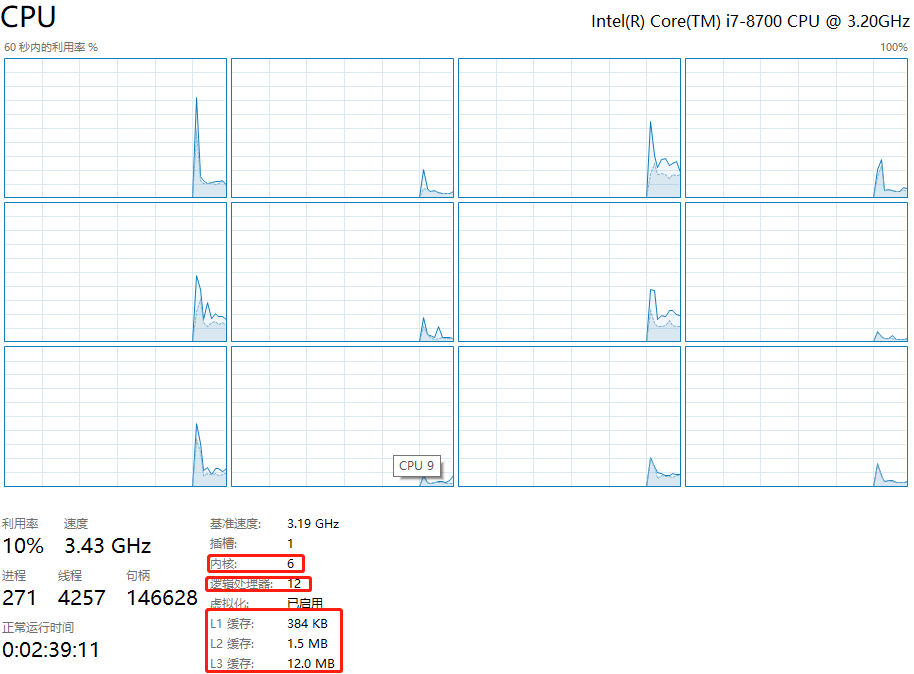 CPU
Intel(R) Core(TM) i7-8700 CPU @ 3.20GHz
60 秒内的利用率 %
100%
CPU 9
利用率 速度
10% 3.43 GHz
进程 线程 句柄
271 4257 146628
正常运行时间
0:02:39:11
基准速度: 3.19 GHz
插槽: 1
内核: 6
逻辑处理器: 12
虚拟化: 已启用
L1 缓存: 384 KB
L2 缓存: 1.5 MB
L3 缓存: 12.0 MB